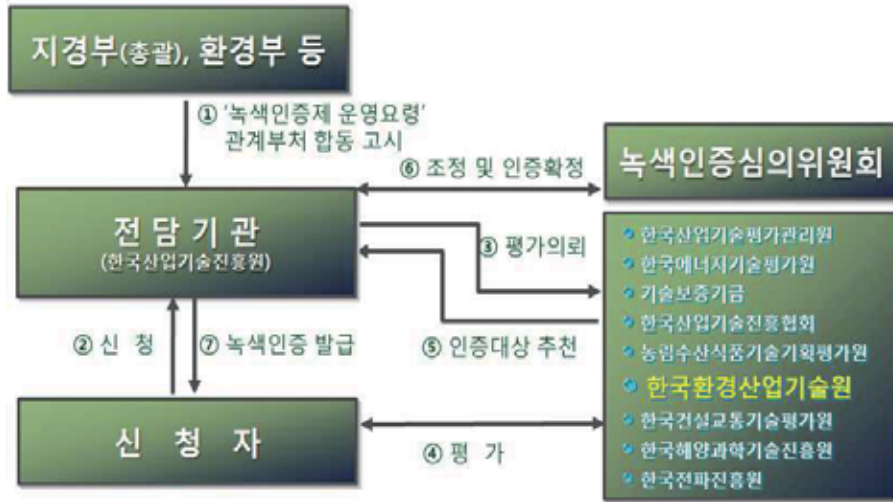 지경부(총괄), 환경부 등
① '녹색인증제 운영요령'
관계부처 합동 고시
⑥ 조정 및 인증확정
녹색인증심의위원회
전 담 기 관
(한국산업기술진흥원)
③ 평가의뢰
한국산업기술평가관리원
한국에너지기술평가원
기술보증기금
한국산업기술진흥협회
농림수산식품기술기획평가원
한국환경산업기술원
한국건설교통기술평가원
한국해양과학기술진흥원
한국전파진흥원
② 신 청
⑦ 녹색인증 발급
⑤ 인증대상 추천
신 청 자
④ 평 가